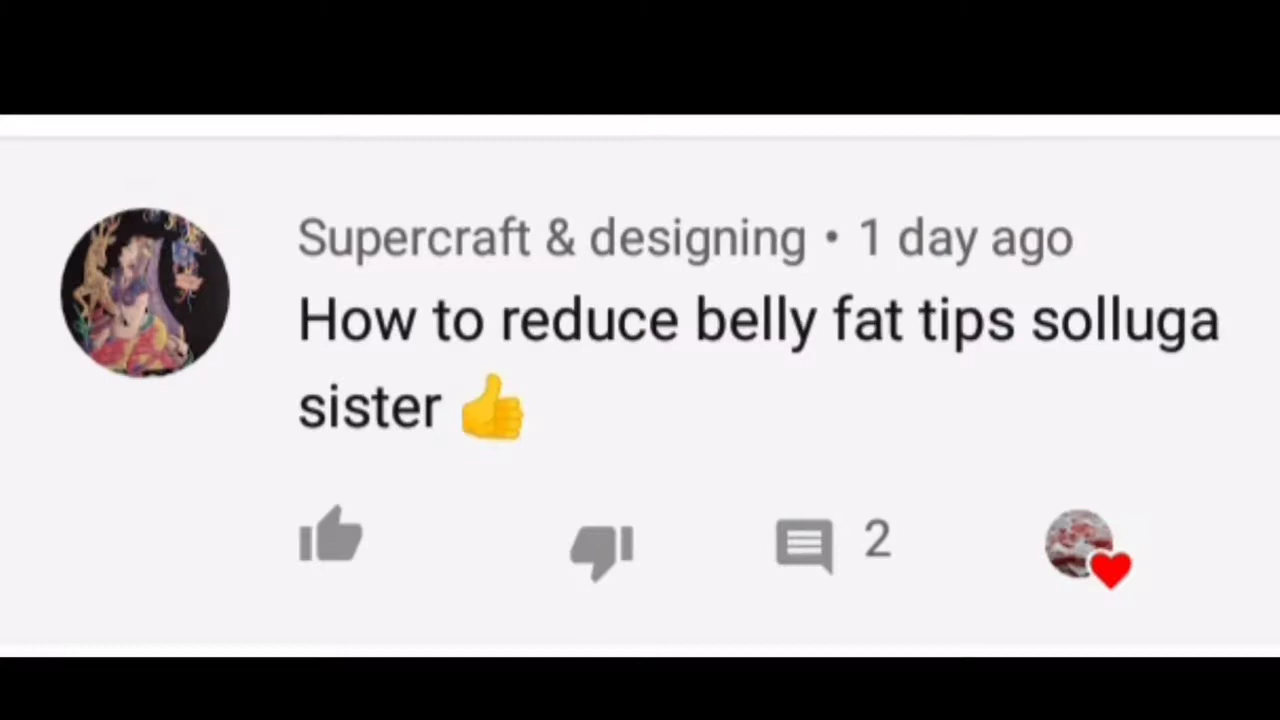 Supercraft & designing • 1 day ago
How to reduce belly fat tips solluga
sister 👍
2